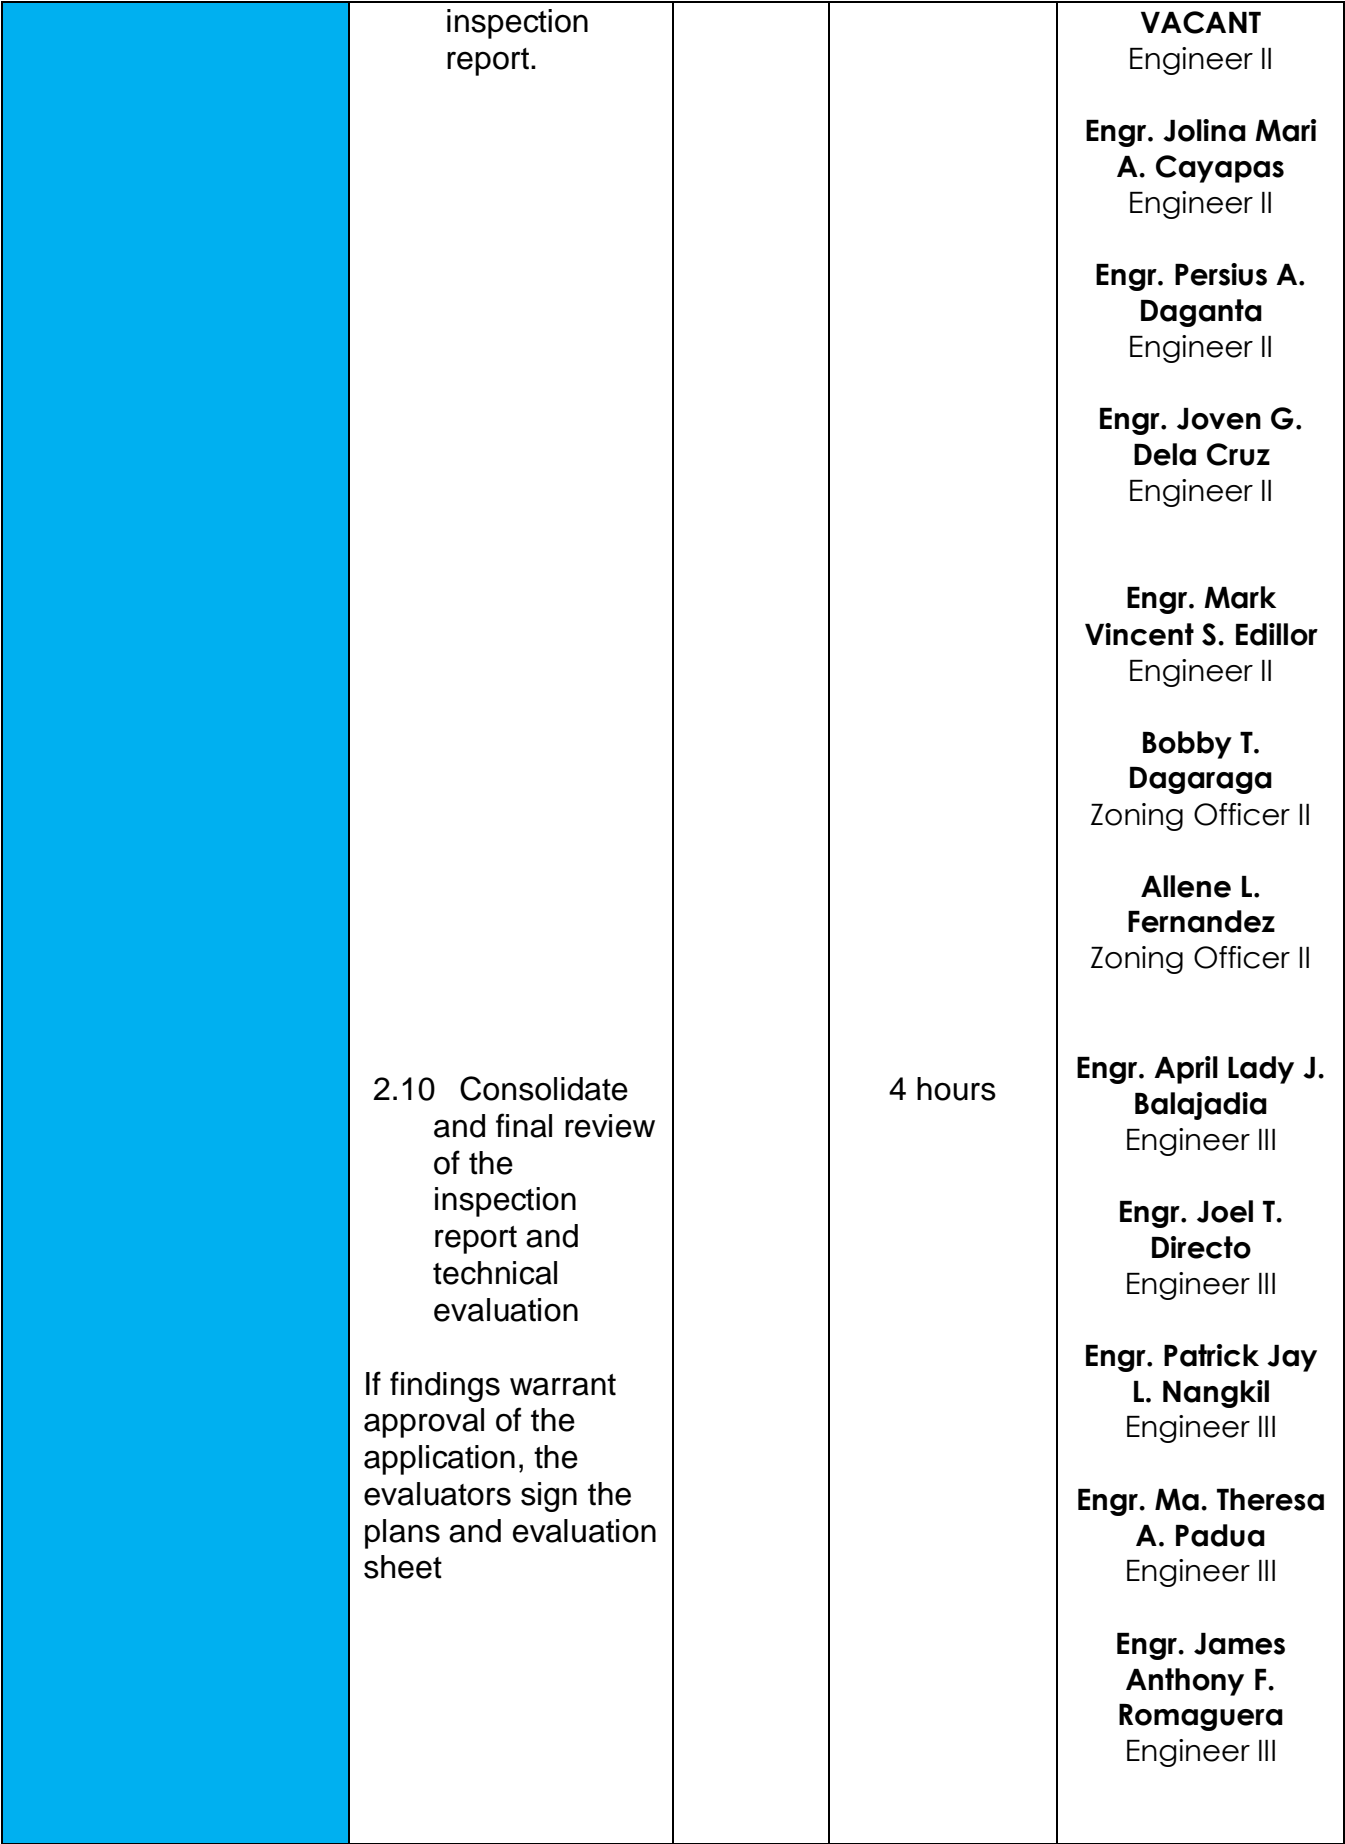 inspection
report.
VACANT
Engineer II
Engr. Jolina Mari
A. Cayapas
Engineer II
Engr. Persius A.
Daganta
Engineer II
Engr. Joven G.
Dela Cruz
Engineer II
Engr. Mark
Vincent S. Edillor
Engineer II
Bobby T.
Dagaraga
Zoning Officer II
Allene L.
Fernandez
Zoning Officer II
2.10 Consolidate
and final review
of the
inspection
report and
technical
evaluation
If findings warrant
approval of the
application, the
evaluators sign the
plans and evaluation
sheet
4 hours
Engr. April Lady J.
Balajadia
Engineer III
Engr. Joel T.
Directo
Engineer III
Engr. Patrick Jay
L. Nangkil
Engineer III
Engr. Ma. Theresa
A. Padua
Engineer III
Engr. James
Anthony F.
Romaguera
Engineer III